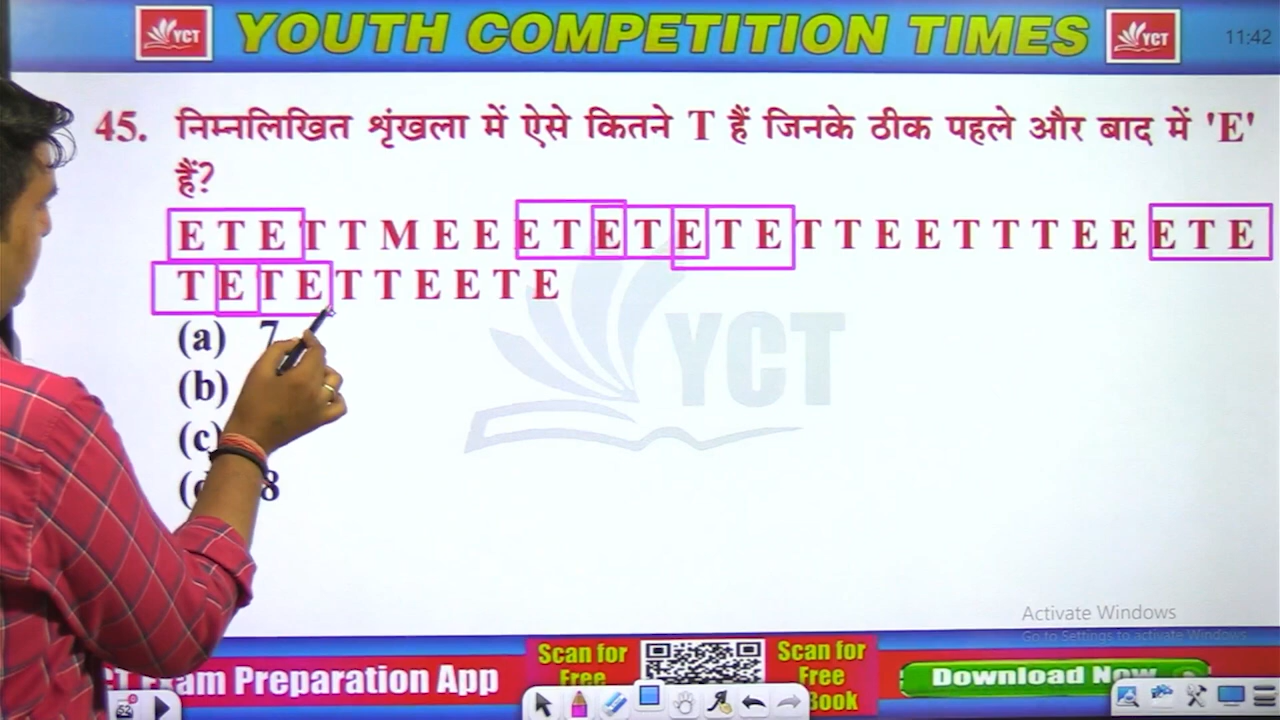 YCT YOUTH COMPETITION TIMES YCT 11:42
45. निम्नलिखित शृंखला में ऐसे कितने T हैं जिनके ठीक पहले और बाद में 'E'
हैं?
E T E T T M E E E T E T E T E T T E E T T T E E E T E
T E T E T T E E T E
YCT
(a) 7
(b)
(c)
8
Activate Windows
Go to Settings to activate Windows.
Exam Preparation App
Scan for
Free
Scan for
Free
Book
Download Now